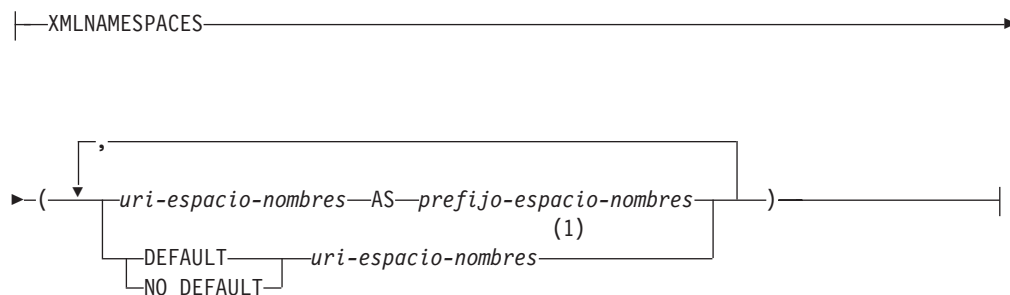 XMLNAMESPACES
,
( uri-espacio-nombres AS prefijo-espacio-nombres )
(1)
DEFAULT uri-espacio-nombres
NO DEFAULT